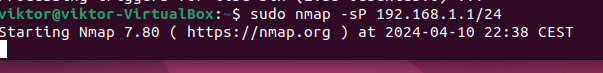 viktor@viktor-VirtualBox:~$ sudo nmap -sP 192.168.1.1/24
Starting Nmap 7.80 ( https://nmap.org ) at 2024-04-10 22:38 CEST